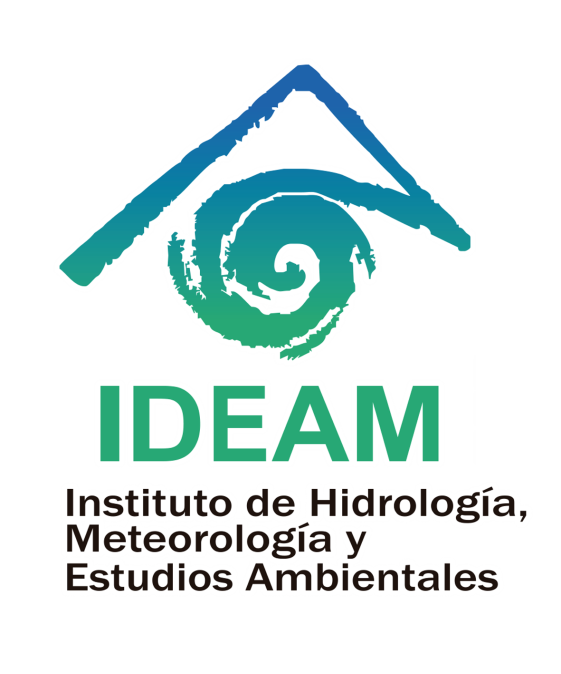 IDEAM
Instituto de Hidrología,
Meteorología y
Estudios Ambientales